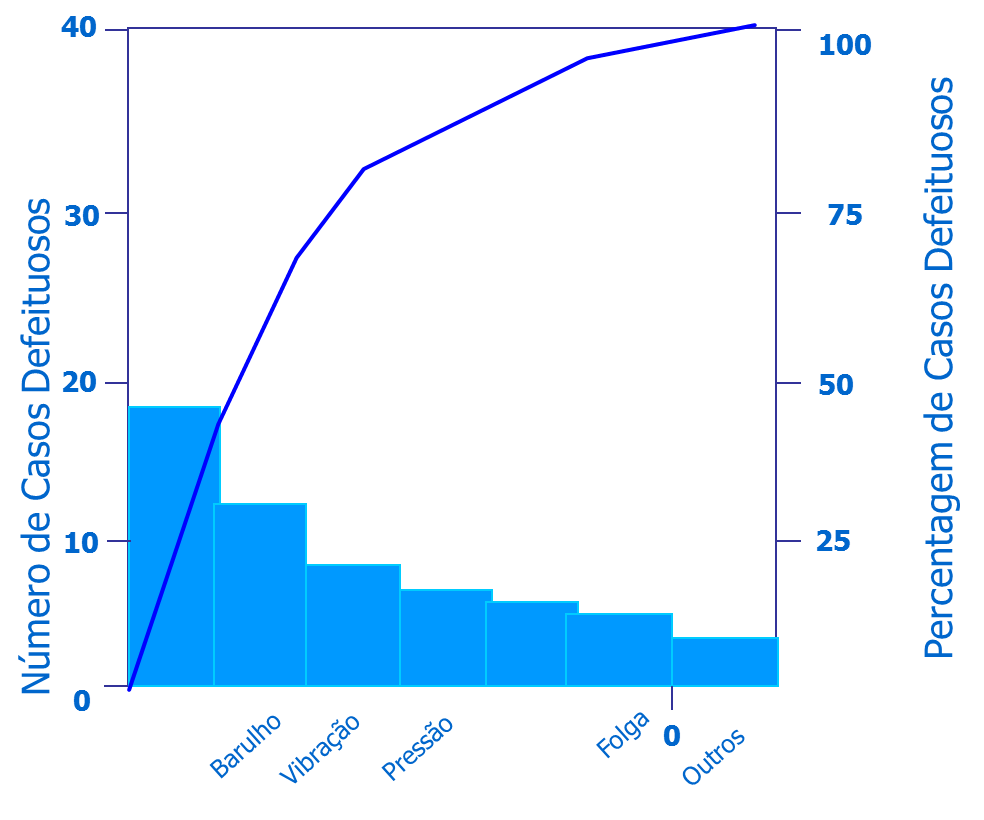 40
30
20
10
0
Número de Casos Defeituosos
100
75
50
25
Percentagem de Casos Defeituosos
Barulho
Vibração
Pressão
Folga
0
Outros